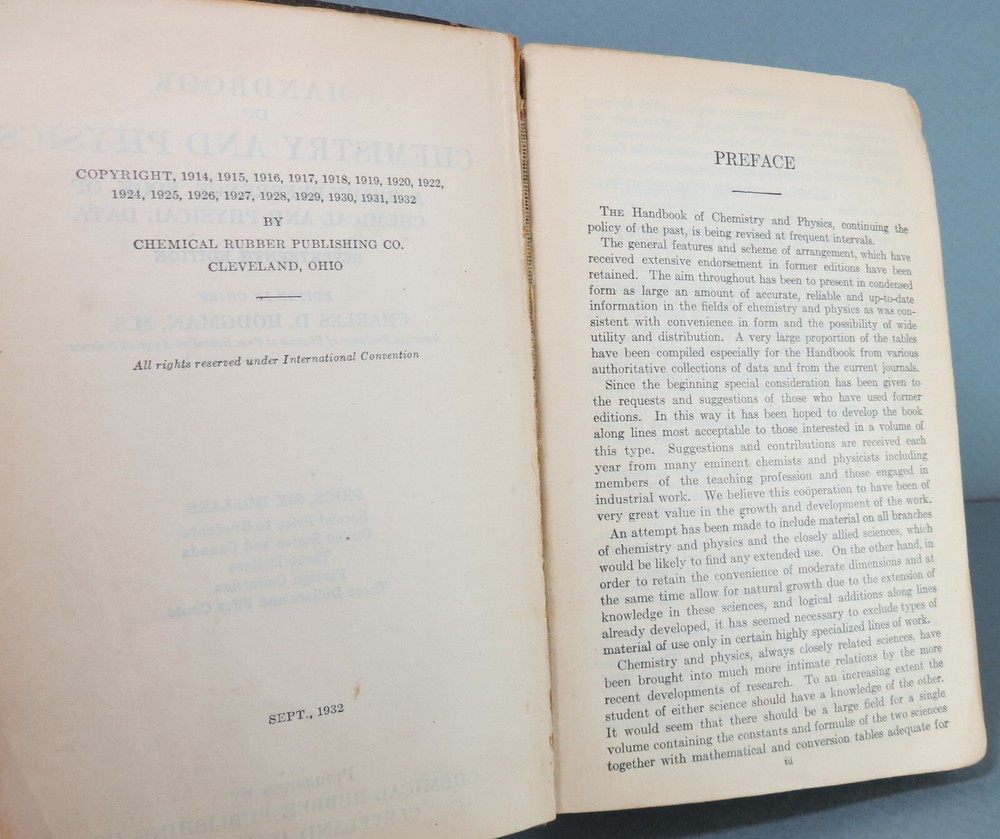 COPYRIGHT, 1914, 1915, 1916, 1917, 1918, 1919, 1920, 1922,
1924, 1925, 1926, 1927, 1928, 1929, 1930, 1931, 1932
BY
CHEMICAL RUBBER PUBLISHING CO.
CLEVELAND, OHIO
All rights reserved under International Convention
SEPT., 1932
PREFACE
THE Handbook of Chemistry and Physics, continuing the
policy of the past, is being revised at frequent intervals.
The general features and scheme of arrangement, which have
received extensive endorsement in former editions have been
retained. The aim throughout has been to present in condensed
form as large an amount of accurate, reliable and up-to-date
information in the fields of chemistry and physics as was con-
sistent with convenience in form and the possibility of wide
utility and distribution. A very large proportion of the tables
have been compiled especially for the Handbook from various
authoritative collections of data and from the current journals.
Since the beginning special consideration has been given to
the requests and suggestions of those who have used former
editions. In this way it has been hoped to develop the book
along lines most acceptable to those interested in a volume of
this type. Suggestions and contributions are received each
year from many eminent chemists and physicists including
members of the teaching profession and those engaged in
industrial work. We believe this coöperation to have been of
very great value in the growth and development of the work.
An attempt has been made to include material on all branches
of chemistry and physics and the closely allied sciences, which
would be likely to find any extended use. On the other hand, in
order to retain the convenience of moderate dimensions and at
the same time allow for natural growth due to the extension of
knowledge in these sciences, and logical additions along lines
already developed, it has seemed necessary to exclude types of
material of use only in certain highly specialized lines of work.
Chemistry and physics, always closely related sciences, have
been brought into much more intimate relations by the more
recent developments of research. To an increasing extent the
student of either science should have a knowledge of the other.
It would seem that there should be a large field for a single
volume containing the constants and formulæ of the two sciences
together with mathematical and conversion tables adequate for
iii